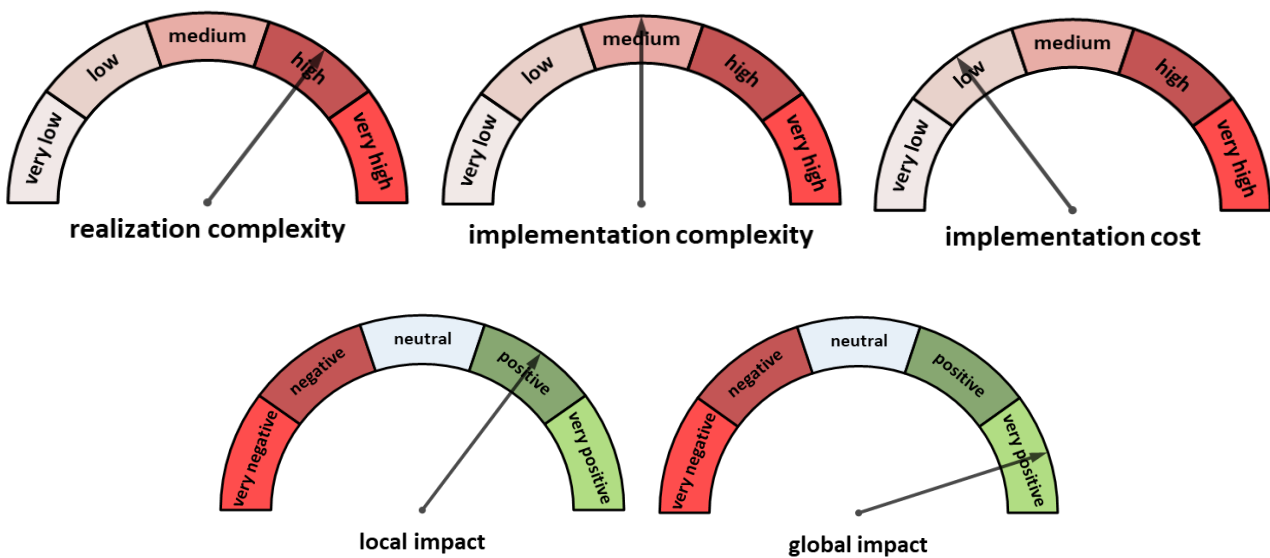 very low
low
medium
high
very high
realization complexity
very low
low
medium
high
very high
implementation complexity
very low
low
medium
high
very high
implementation cost
very negative
negative
neutral
positive
very positive
local impact
very negative
negative
neutral
positive
very positive
global impact